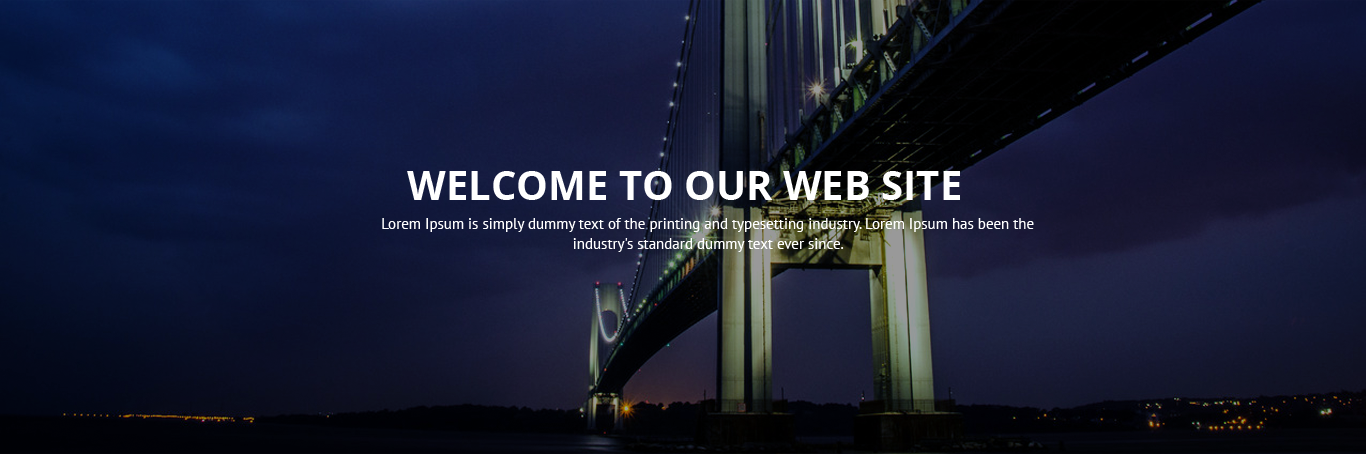 WELCOME TO OUR WEB SITE
Lorem Ipsum is simply dummy text of the printing and typesetting industry. Lorem Ipsum has been the
industry's standard dummy text ever since.